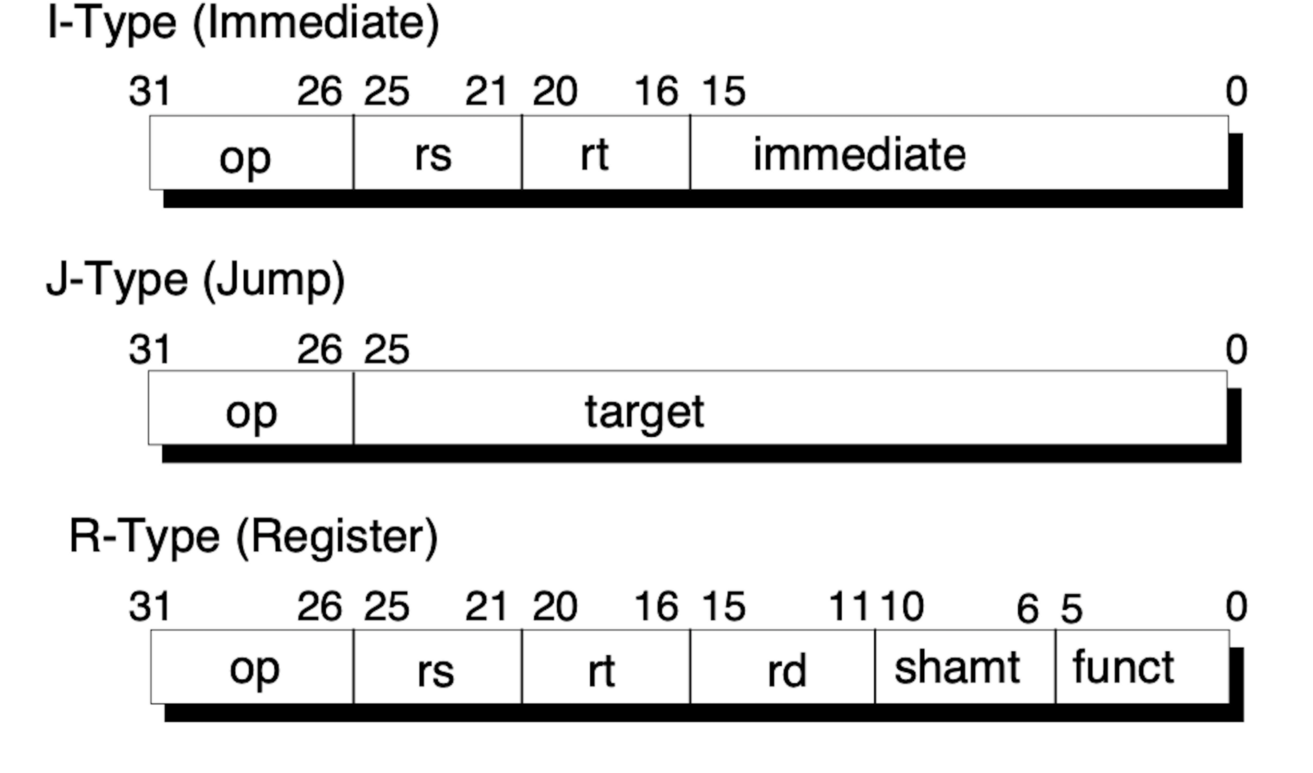 I-Type (Immediate)
31 26 25 21 20 16 15 0
op rs rt immediate
J-Type (Jump)
31 26 25 0
op target
R-Type (Register)
31 26 25 21 20 16 15 11 10 6 5 0
op rs rt rd shamt funct